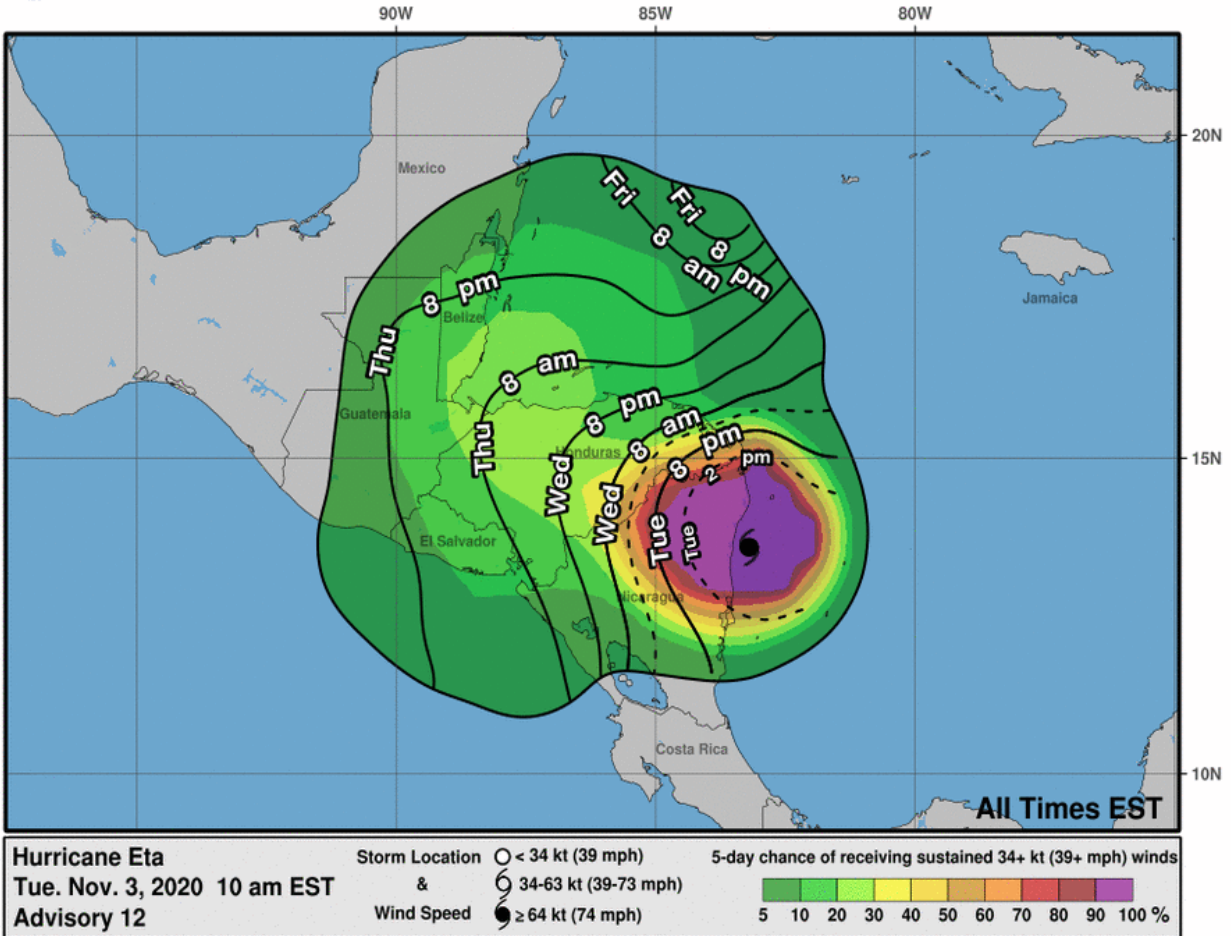 90W
85W
80W
20N
15N
10N
Mexico
Belize
Guatemala
Honduras
El Salvador
Nicaragua
Costa Rica
Jamaica
Fri 8 am
Fri 8 pm
Thu 8 pm
Thu 8 am
Wed 8 pm
Wed 8 am
Tue 8 pm
Tue 2 pm
All Times EST
Hurricane Eta
Tue. Nov. 3, 2020 10 am EST
Advisory 12
Storm Location
&
Wind Speed
< 34 kt (39 mph)
34-63 kt (39-73 mph)
≥ 64 kt (74 mph)
5-day chance of receiving sustained 34+ kt (39+ mph) winds
5 10 20 30 40 50 60 70 80 90 100 %